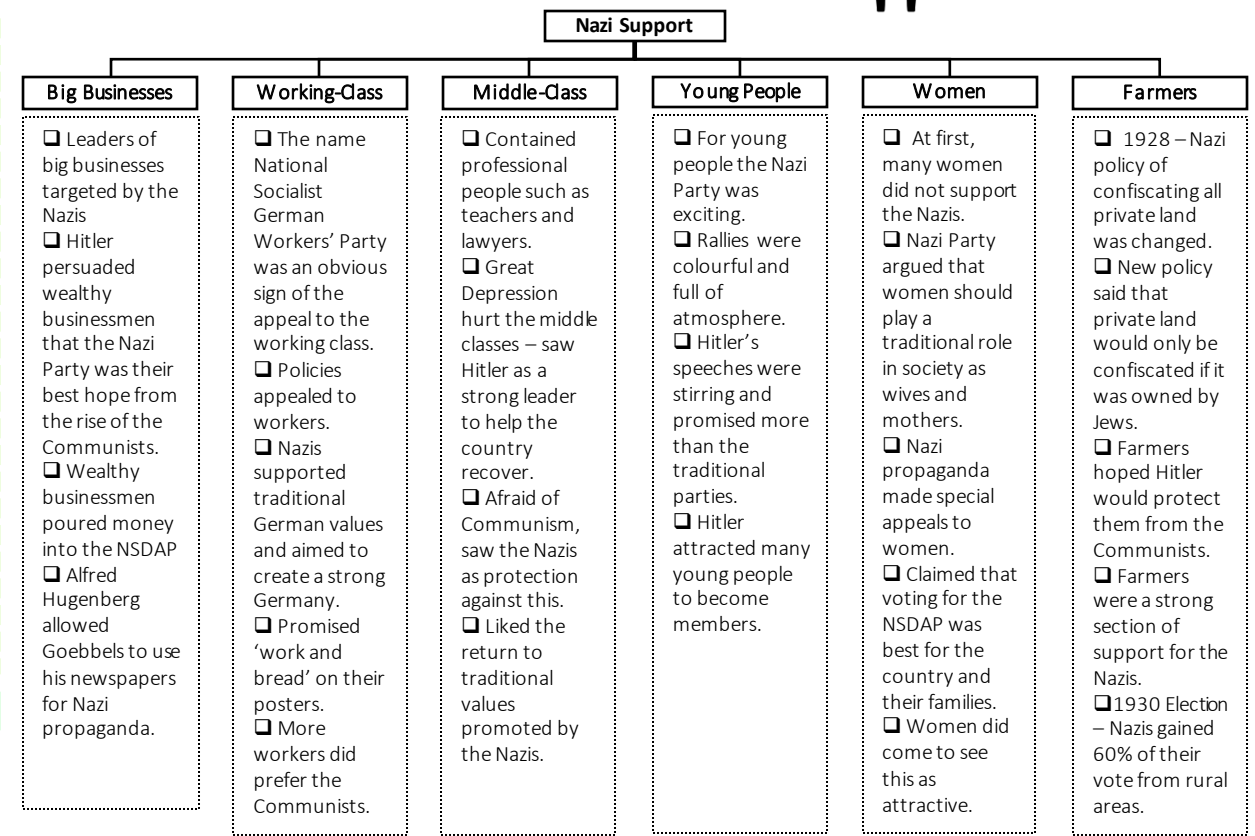 Nazi Support
Big Businesses
❑ Leaders of
big businesses
targeted by the
Nazis
❑ Hitler
persuaded
wealthy
businessmen
that the Nazi
Party was their
best hope from
the rise of the
Communists.
❑ Wealthy
businessmen
poured money
into the NSDAP
❑ Alfred
Hugenberg
allowed
Goebbels to use
his newspapers
for Nazi
propaganda.
Working-Class
❑ The name
National
Socialist
German
Workers’ Party
was an obvious
sign of the
appeal to the
working class.
❑ Policies
appealed to
workers.
❑ Nazis
supported
traditional
German values
and aimed to
create a strong
Germany.
❑ Promised
‘work and
bread’ on their
posters.
❑ More
workers did
prefer the
Communists.
Middle-Class
❑ Contained
professional
people such as
teachers and
lawyers.
❑ Great
Depression
hurt the middle
classes – saw
Hitler as a
strong leader
to help the
country
recover.
❑ Afraid of
Communism,
saw the Nazis
as protection
against this.
❑ Liked the
return to
traditional
values
promoted by
the Nazis.
Young People
❑ For young
people the Nazi
Party was
exciting.
❑ Rallies were
colourful and
full of
atmosphere.
❑ Hitler’s
speeches were
stirring and
promised more
than the
traditional
parties.
❑ Hitler
attracted many
young people
to become
members.
Women
❑ At first,
many women
did not support
the Nazis.
❑ Nazi Party
argued that
women should
play a
traditional role
in society as
wives and
mothers.
❑ Nazi
propaganda
made special
appeals to
women.
❑ Claimed that
voting for the
NSDAP was
best for the
country and
their families.
❑ Women did
come to see
this as
attractive.
Farmers
❑ 1928 – Nazi
policy of
confiscating all
private land
was changed.
❑ New policy
said that
private land
would only be
confiscated if it
was owned by
Jews.
❑ Farmers
hoped Hitler
would protect
them from the
Communists.
❑ Farmers
were a strong
section of
support for the
Nazis.
❑1930 Election
– Nazis gained
60% of their
vote from rural
areas.